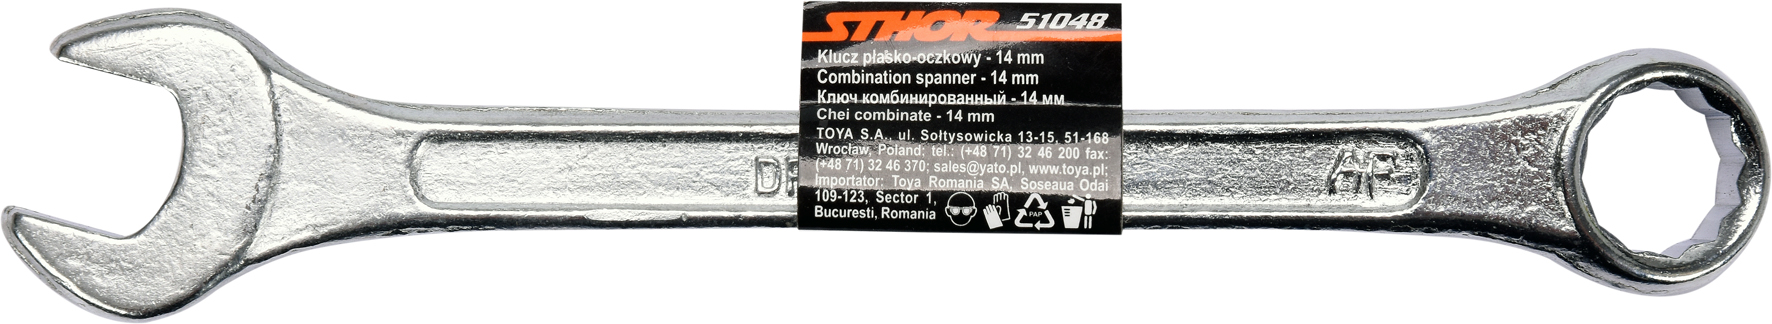 STHOR 51048
Klucz płasko-oczkowy - 14 mm
Combination spanner - 14 mm
Ключ комбинированный - 14 мм
Chei combinate - 14 mm
TOYA S.A., ul. Sołtysowicka 13-15, 51-168
Wrocław, Poland; tel.: (+48 71) 32 46 200 fax:
(+48 71) 32 46 370; sales@yato.pl, www.toya.pl;
Importator: Toya Romania SA, Soseaua Odai
109-123, Sector 1,
Bucuresti, Romania
PAP